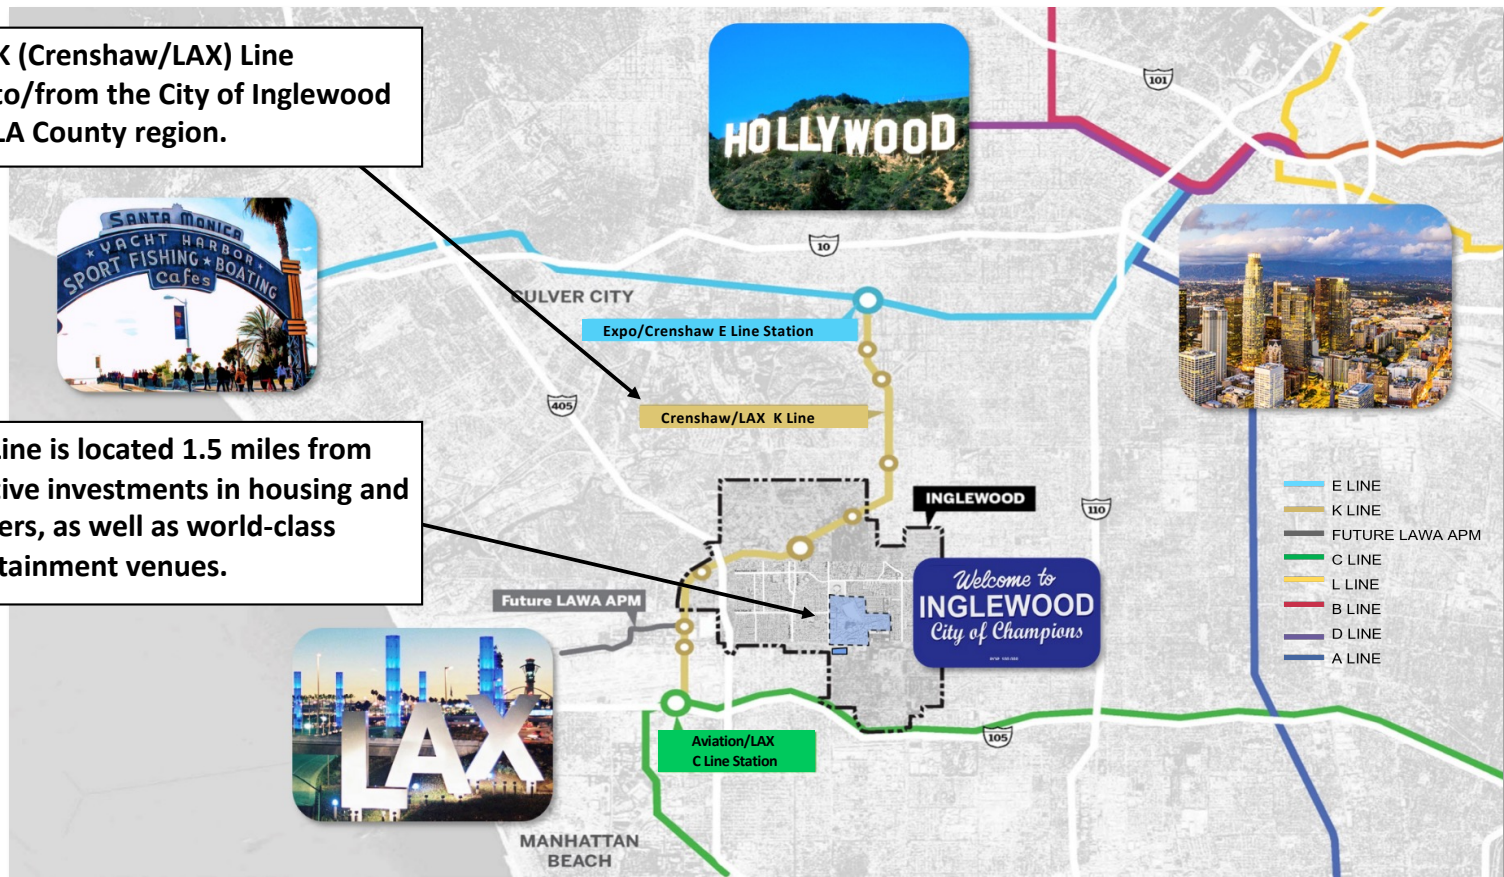 K (Crenshaw/LAX) Line
to/from the City of Inglewood
LA County region.
HOLLYWOOD
101
SANTA MONICA
* YACHT HARBOR *
SPORT FISHING * BOATING
Cafes
10
CULVER CITY
Expo/Crenshaw E Line Station
405
Crenshaw/LAX K Line
ine is located 1.5 miles from
tive investments in housing and
ers, as well as world-class
tainment venues.
INGLEWOOD
110
E LINE
K LINE
FUTURE LAWA APM
C LINE
L LINE
B LINE
D LINE
A LINE
Future LAWA APM
Welcome to
INGLEWOOD
City of Champions
LAX
Aviation/LAX
C Line Station
105
MANHATTAN
BEACH